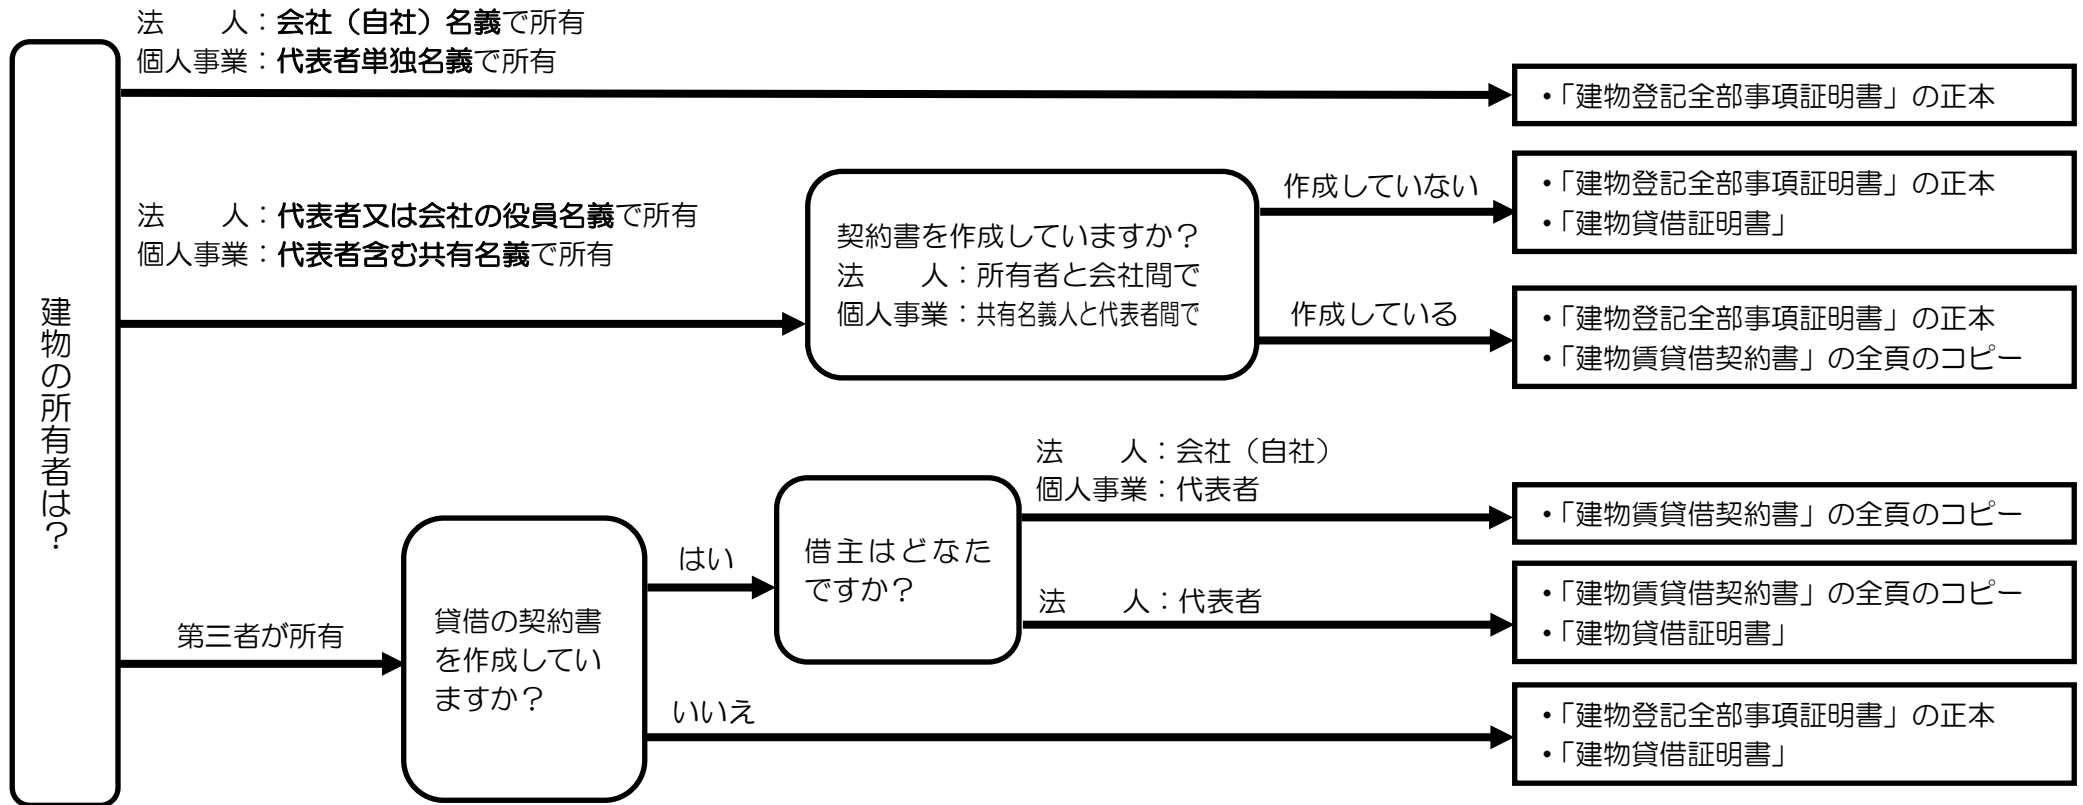 建物の所有者は？
法　　人：会社（自社）名義で所有
個人事業：代表者単独名義で所有
・「建物登記全部事項証明書」の正本
法　　人：代表者又は会社の役員名義で所有
個人事業：代表者含む共有名義で所有
契約書を作成していますか？
法　　人：所有者と会社間で
個人事業：共有名義人と代表者間で
作成していない
・「建物登記全部事項証明書」の正本
・「建物貸借証明書」
作成している
・「建物登記全部事項証明書」の正本
・「建物賃貸借契約書」の全頁のコピー
第三者が所有
貸借の契約書
を作成してい
ますか？
はい
借主はどなた
ですか？
法　　人：会社（自社）
個人事業：代表者
・「建物賃貸借契約書」の全頁のコピー
法　　人：代表者
・「建物賃貸借契約書」の全頁のコピー
・「建物貸借証明書」
いいえ
・「建物登記全部事項証明書」の正本
・「建物貸借証明書」